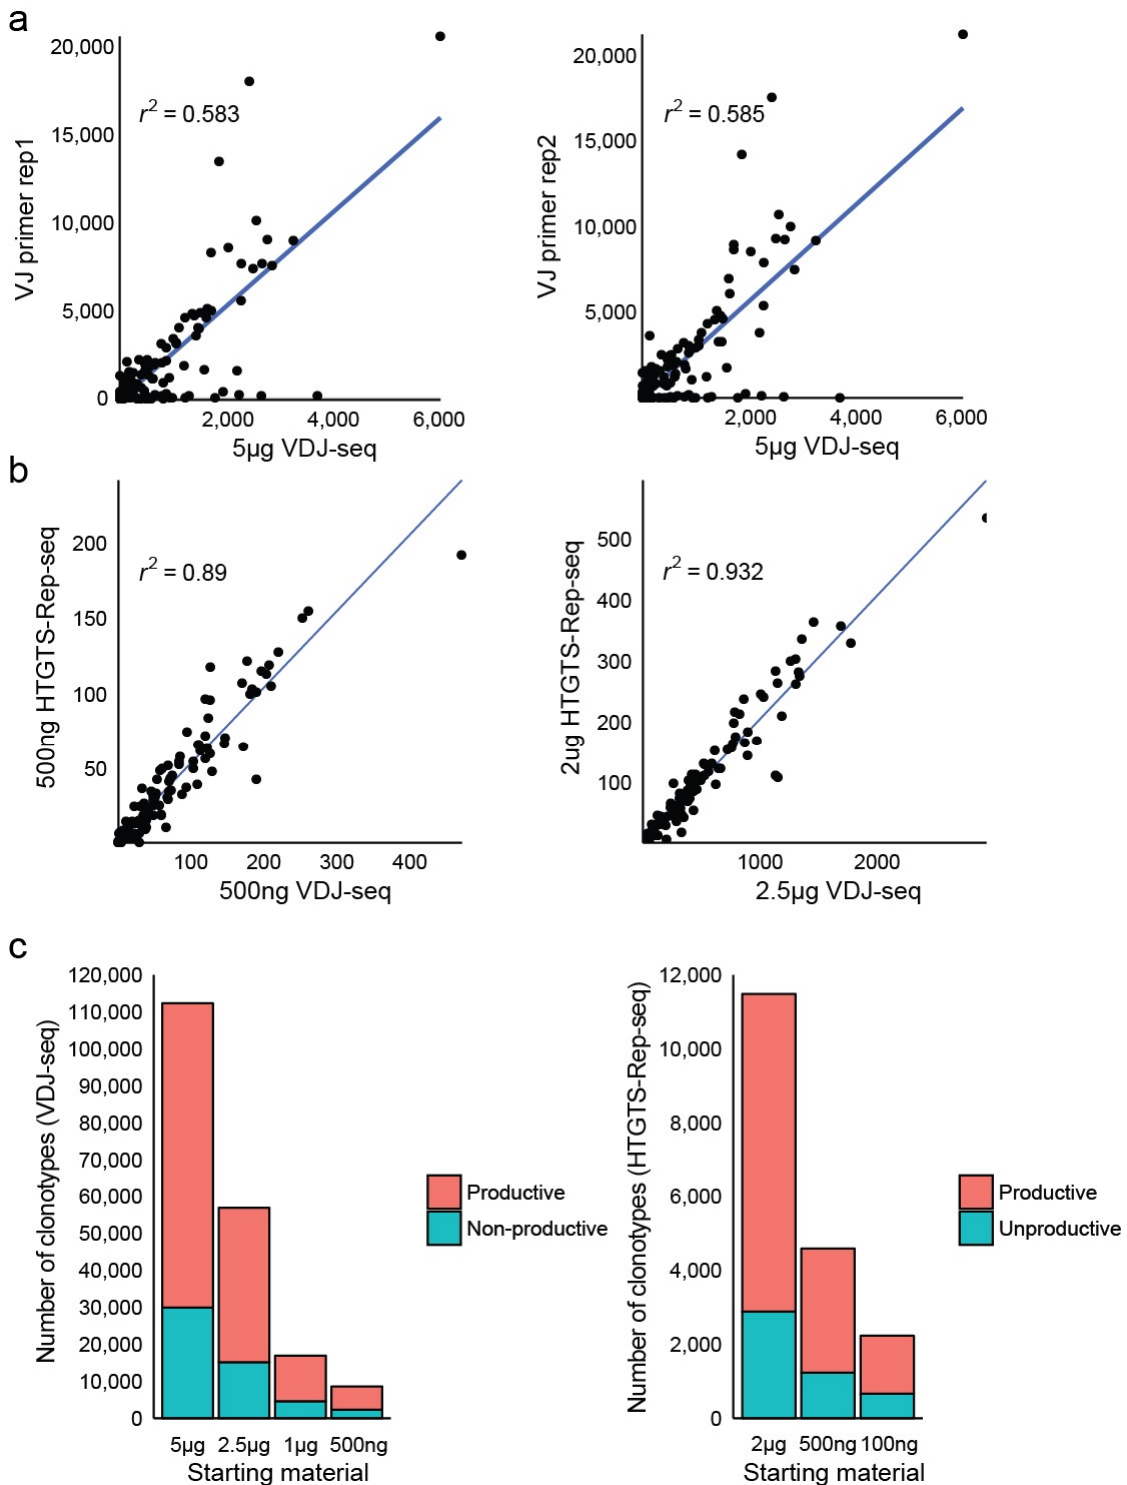 a
20,000
15,000
10,000
5,000
0
VJ primer rep1
r² = 0.583
2,000 4,000 6,000
5µg VDJ-seq
20,000
15,000
10,000
5,000
VJ primer rep2
r² = 0.585
2,000 4,000 6,000
5µg VDJ-seq
b
200
150
100
50
500ng HTGTS-Rep-seq
r² = 0.89
100 200 300 400
500ng VDJ-seq
500
400
300
200
100
2ug HTGTS-Rep-seq
r² = 0.932
1000 2000
2.5µg VDJ-seq
c
120,000
110,000
100,000
90,000
80,000
70,000
60,000
50,000
40,000
30,000
20,000
10,000
0
Number of clonotypes (VDJ-seq)
Productive
Non-productive
5µg 2.5µg 1µg 500ng
Starting material
12,000
10,000
8,000
6,000
4,000
2,000
0
Number of clonotypes (HTGTS-Rep-seq)
Productive
Unproductive
2µg 500ng 100ng
Starting material